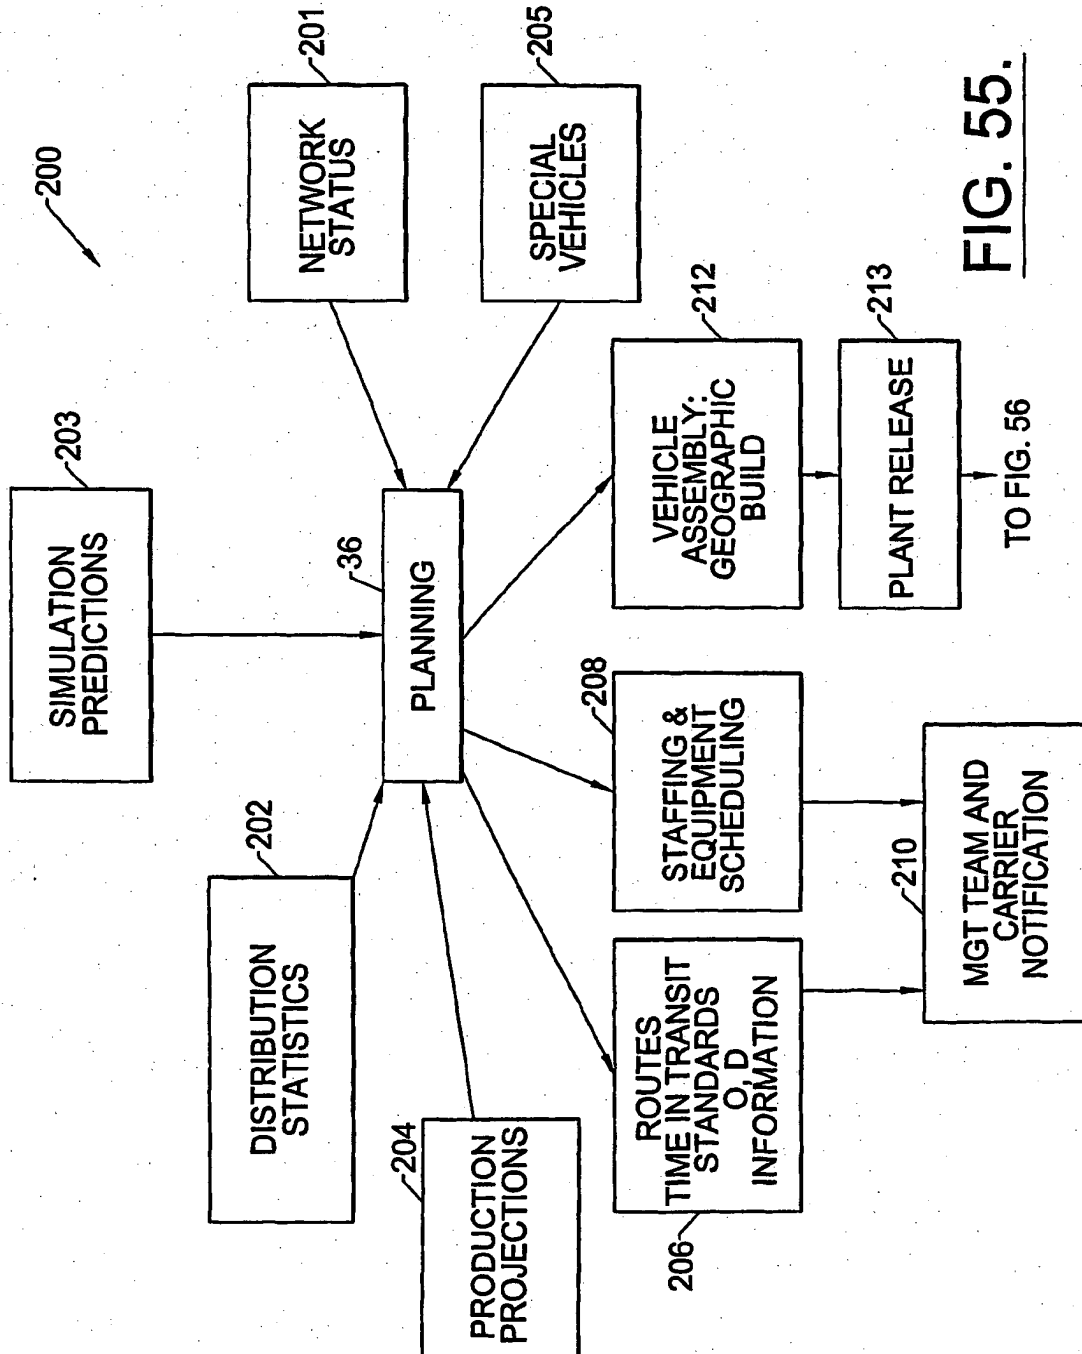 200
203
SIMULATION
PREDICTIONS
202
DISTRIBUTION
STATISTICS
201
NETWORK
STATUS
204
PRODUCTION
PROJECTIONS
36
PLANNING
205
SPECIAL
VEHICLES
206
ROUTES
TIME IN TRANSIT
STANDARDS
O, D
INFORMATION
208
STAFFING &
EQUIPMENT
SCHEDULING
212
VEHICLE
ASSEMBLY:
GEOGRAPHIC
BUILD
213
PLANT RELEASE
210
MGT TEAM AND
CARRIER
NOTIFICATION
TO FIG. 56
FIG. 55.